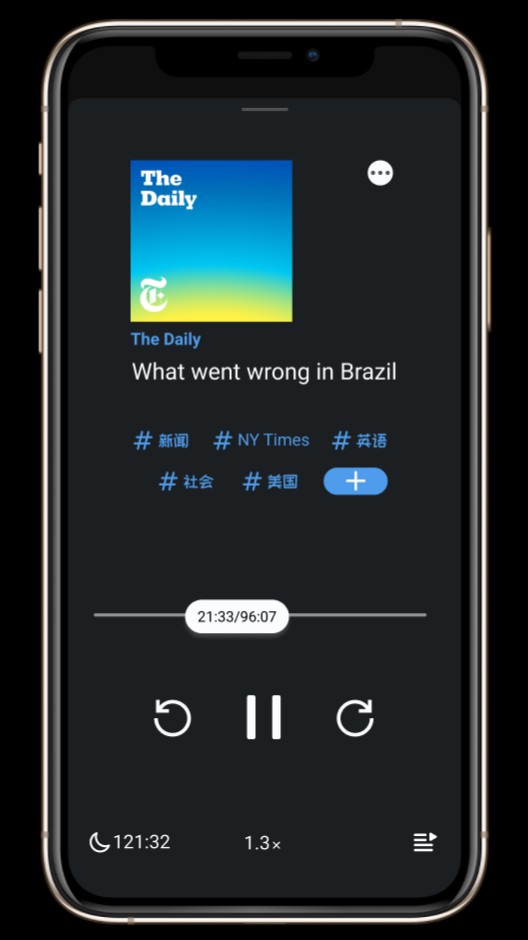 The
Daily
The Daily
What went wrong in Brazil
# 新闻 # NY Times # 英语
# 社会 # 美国 +
21:33/96:07
121:32 1.3×